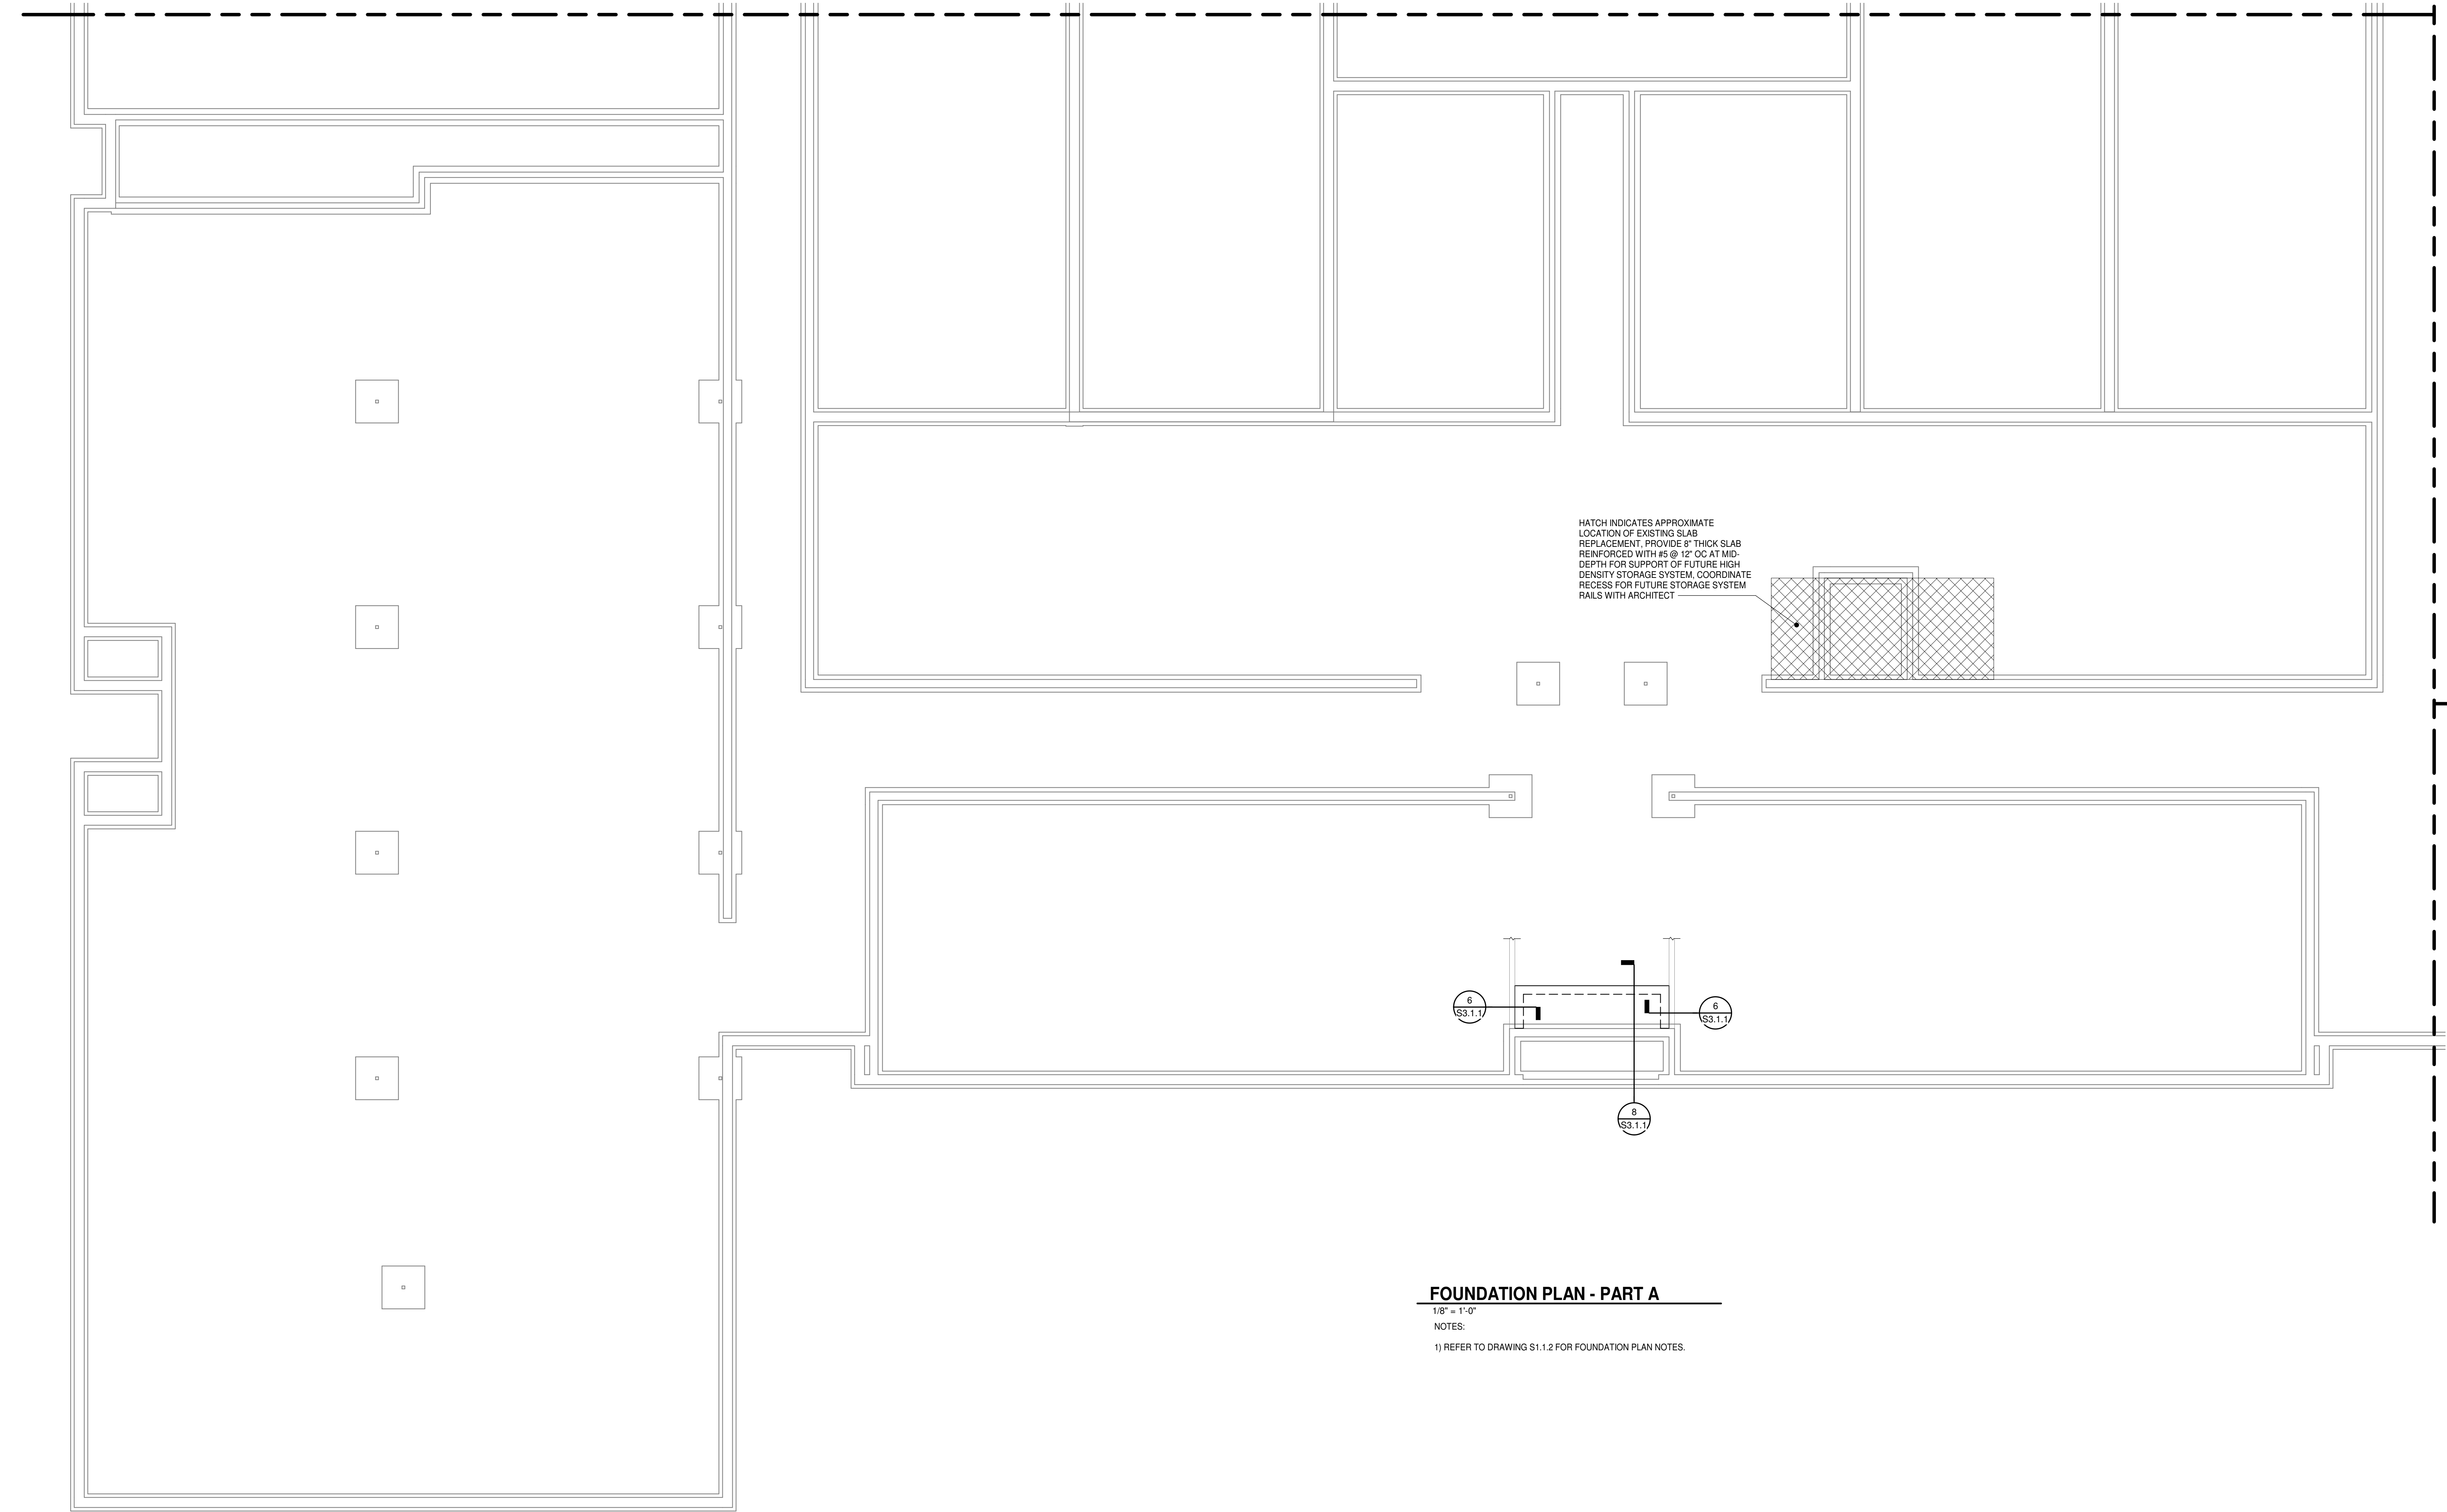 HATCH INDICATES APPROXIMATE
LOCATION OF EXISTING SLAB
REPLACEMENT, PROVIDE 8" THICK SLAB
REINFORCED WITH #5 @ 12" OC AT MID-
DEPTH FOR SUPPORT OF FUTURE HIGH
DENSITY STORAGE SYSTEM, COORDINATE
RECESS FOR FUTURE STORAGE SYSTEM
RAILS WITH ARCHITECT
6
S3.1.1
6
S3.1.1
8
S3.1.1
FOUNDATION PLAN - PART A
1/8" = 1'-0"
NOTES:
1) REFER TO DRAWING S1.1.2 FOR FOUNDATION PLAN NOTES.